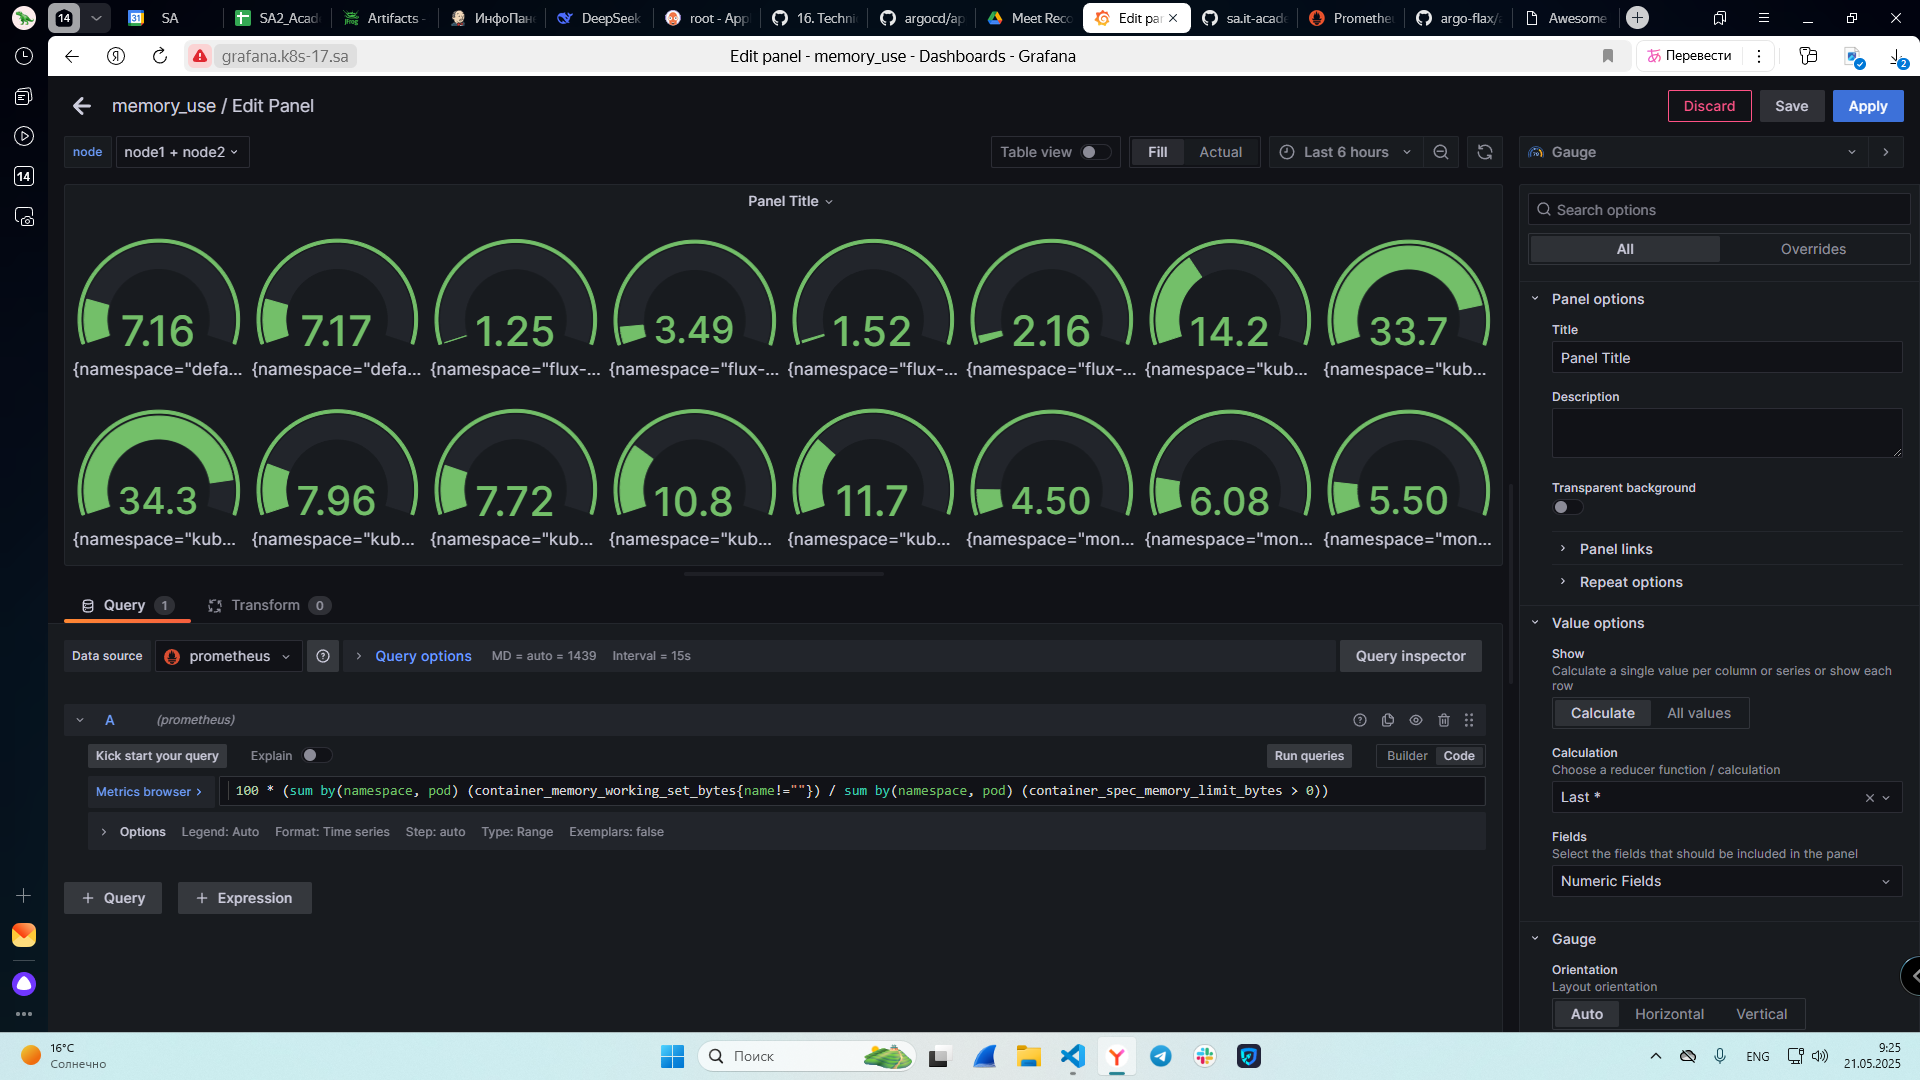 14
SA
SA2_Acad
Artifacts -
ИнфоПан
DeepSeek
root - App
16. Techni
argocd/ap
Meet Reco
Edit pa
sa.it-acade
Promethe
argo-flax/a
Awesome
grafana.k8s-17.sa
Edit panel - memory_use - Dashboards - Grafana
Перевести
2
memory_use / Edit Panel
Discard
Save
Apply
node
node1 + node2
Table view
Fill
Actual
Last 6 hours
Gauge
14
Panel Title
7.16
7.17
1.25
3.49
1.52
2.16
14.2
33.7
{namespace="defa...
{namespace="defa...
{namespace="flux-...
{namespace="flux-...
{namespace="flux-...
{namespace="flux-...
{namespace="kub...
{namespace="kub...
34.3
7.96
7.72
10.8
11.7
4.50
6.08
5.50
{namespace="kub...
{namespace="kub...
{namespace="kub...
{namespace="kub...
{namespace="kub...
{namespace="mon...
{namespace="mon...
{namespace="mon...
Query 1
Transform 0
Data source
prometheus
Query options
MD = auto = 1439
Interval = 15s
Query inspector
A
(prometheus)
Kick start your query
Explain
Run queries
Builder
Code
Metrics browser >
100 * (sum by(namespace, pod) (container_memory_working_set_bytes{name!=""}) / sum by(namespace, pod) (container_spec_memory_limit_bytes > 0))
Options
Legend: Auto
Format: Time series
Step: auto
Type: Range
Exemplars: false
+ Query
+ Expression
Search options
All
Overrides
Panel options
Title
Panel Title
Description
Transparent background
Panel links
Repeat options
Value options
Show
Calculate a single value per column or series or show each
row
Calculate
All values
Calculation
Choose a reducer function / calculation
Last *
Fields
Select the fields that should be included in the panel
Numeric Fields
Gauge
Orientation
Layout orientation
Auto
Horizontal
Vertical
16°C
Солнечно
Поиск
ENG
9:25
21.05.2025